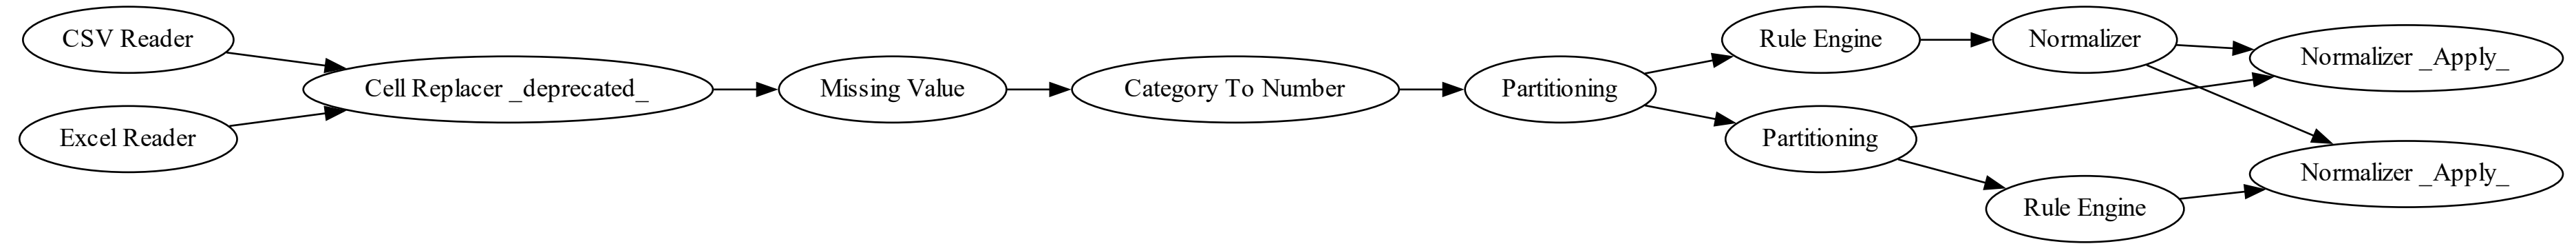 CSV Reader
Excel Reader
Cell Replacer _deprecated_
Missing Value
Category To Number
Partitioning
Rule Engine
Partitioning
Normalizer
Rule Engine
Normalizer _Apply_
Normalizer _Apply_